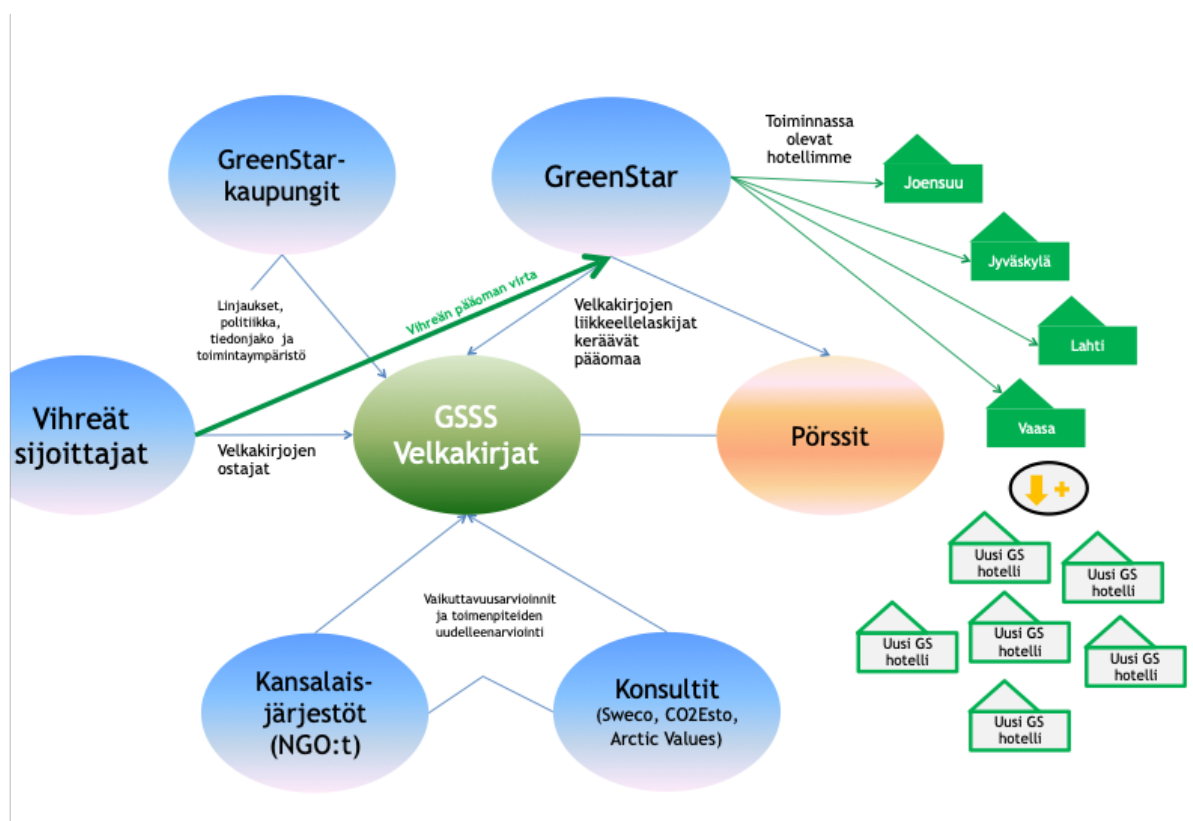 GreenStar-
kaupungit
GreenStar
Toiminnassa
olevat
hotellimme
Joensuu
Jyväskylä
Lahti
Vaasa
Linjaukset,
politiikka,
tiedonjako ja
toimintaympäristö
Vihreän pääoman virta
Velkakirjojen
liikkeellelaskijat
keräävät
pääomaa
Vihreät
sijoittajat
Velkakirjojen
ostajat
GSSS
Velkakirjat
Pörssit
+
Uusi GS
hotelli
Uusi GS
hotelli
Uusi GS
hotelli
Uusi GS
hotelli
Uusi GS
hotelli
Uusi GS
hotelli
Vaikuttavuusarvioinnit
ja toimenpiteiden
uudelleenarviointi
Kansalais-
järjestöt
(NGO:t)
Konsultit
(Sweco, CO2Esto,
Arctic Values)